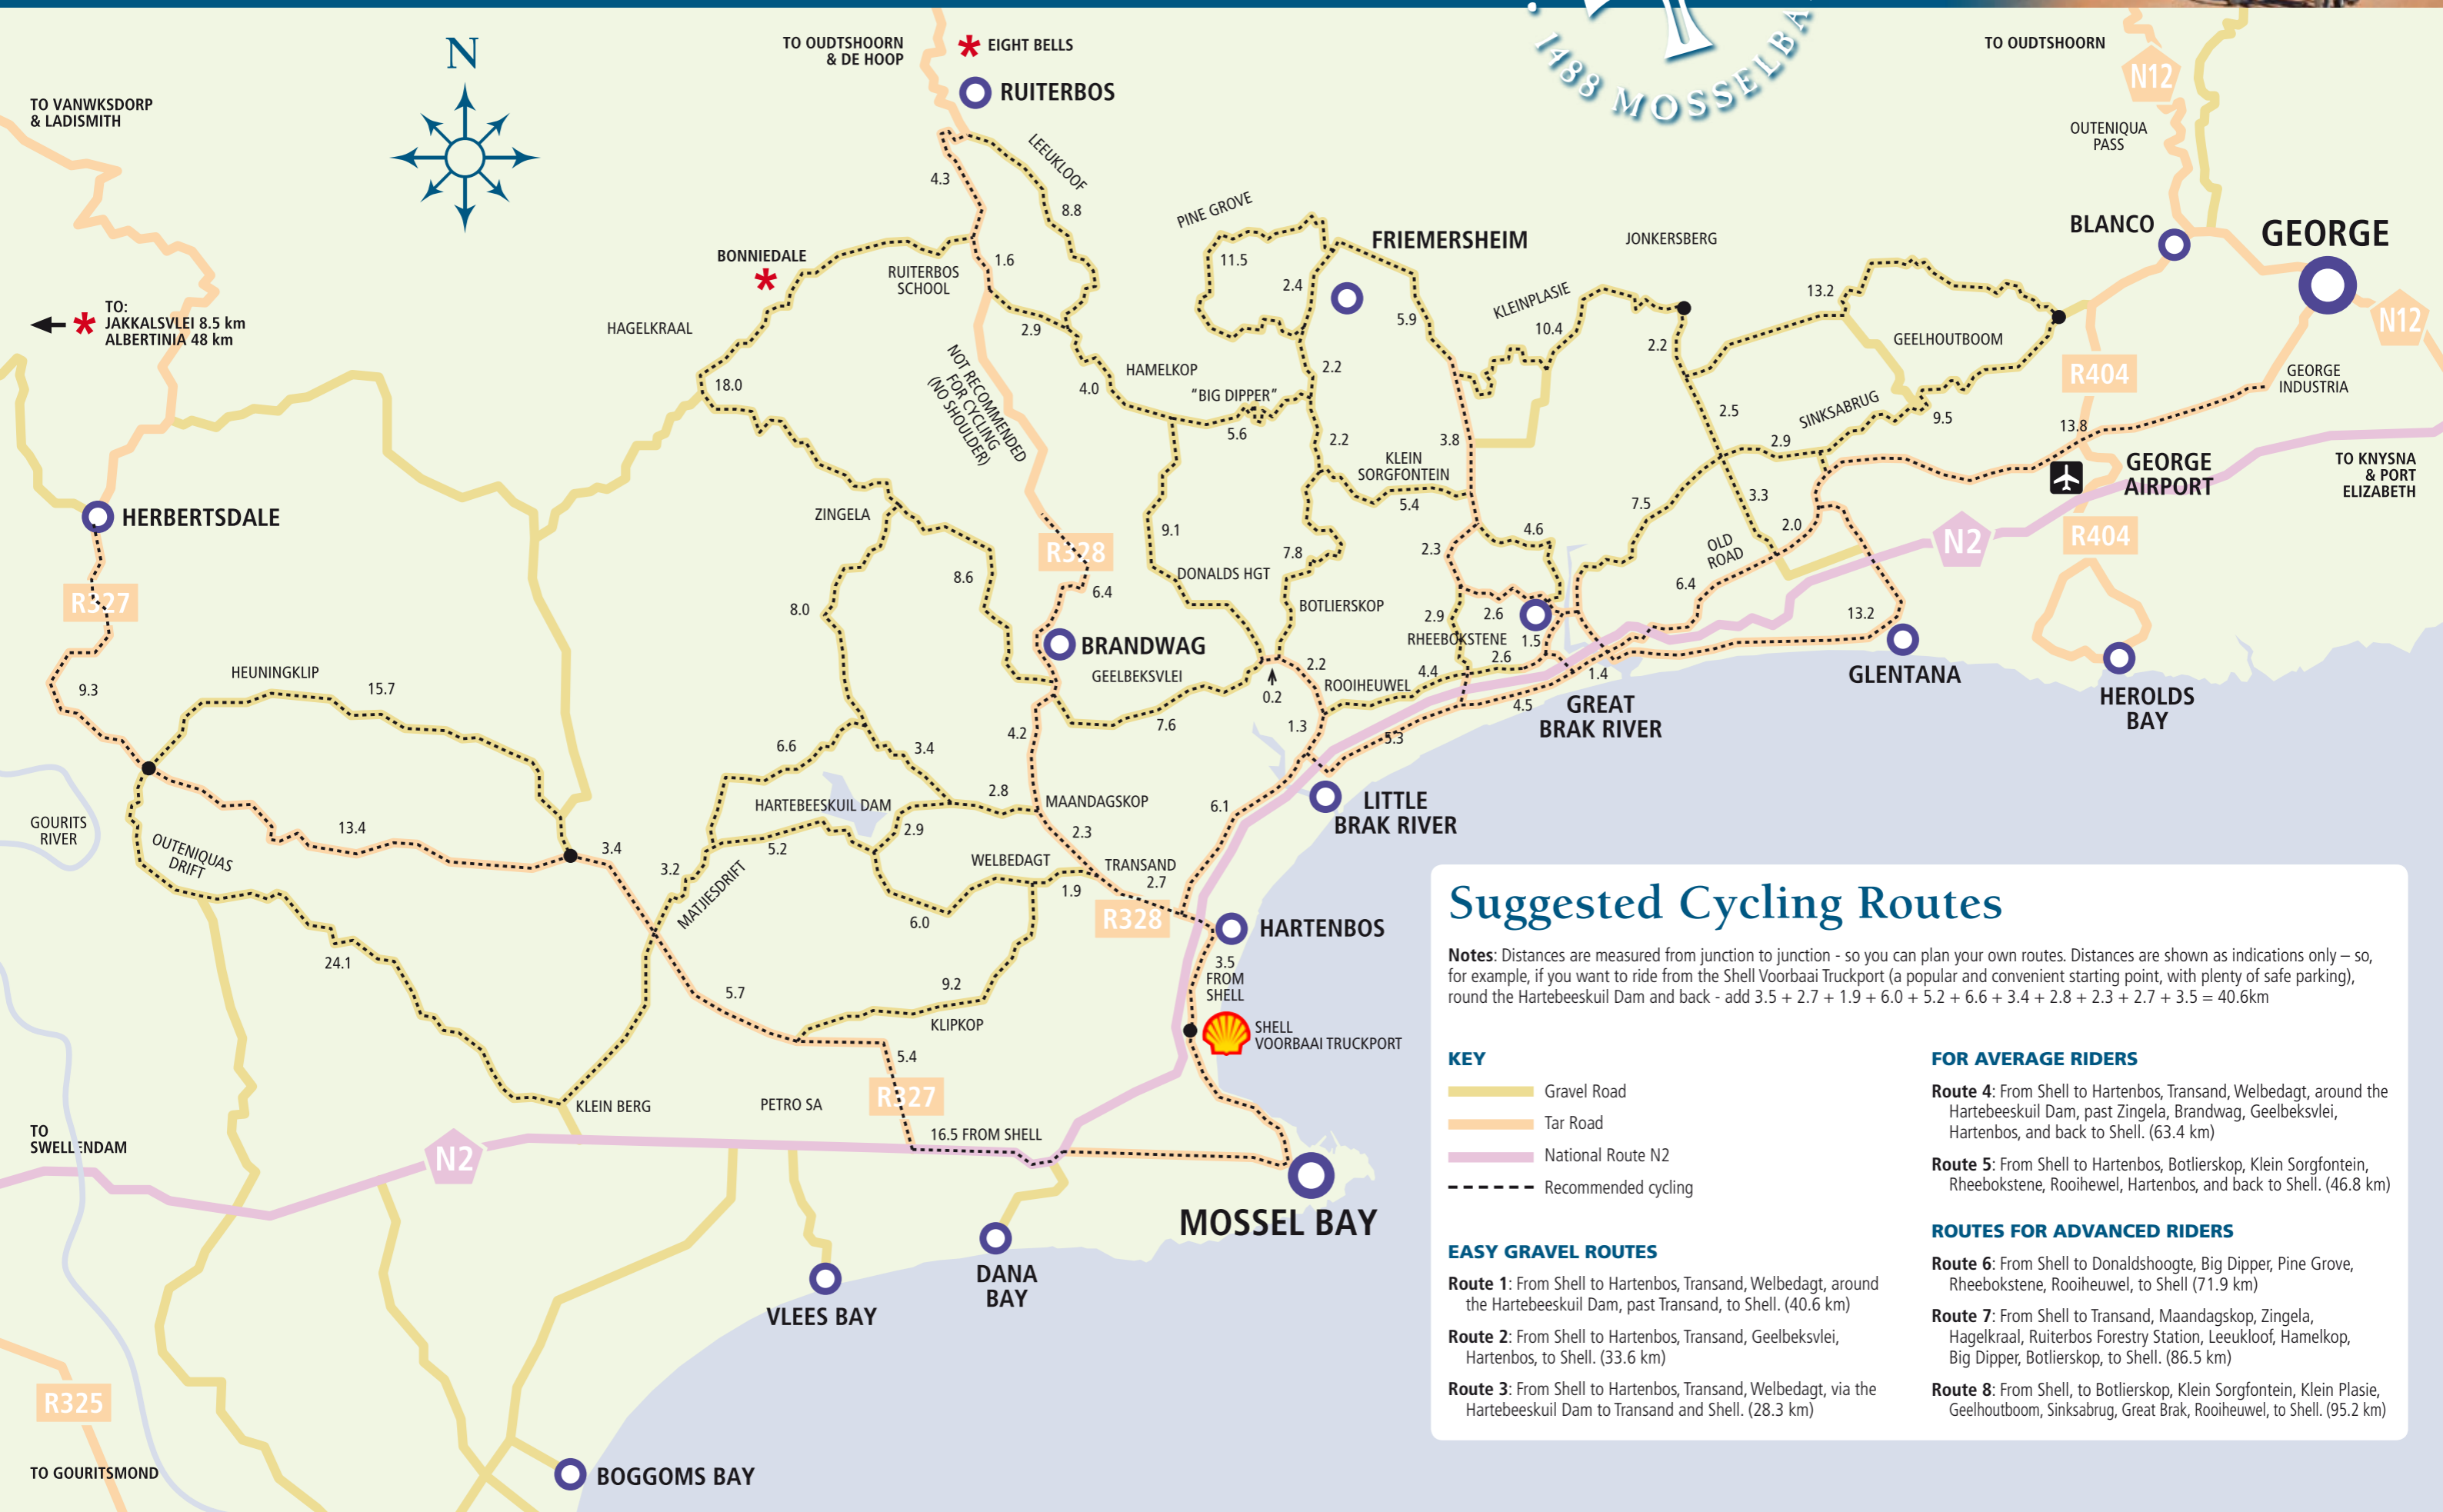 1488 MOSSELBA
N
TO OUDTSHOORN
& DE HOOP
EIGHT BELLS
RUITERBOS
TO OUDTSHOORN
N12
TO VANWKSDORP
& LADISMITH
OUTENIQUA
PASS
LEEUKLOOF
4.3
8.8
PINE GROVE
BLANCO
GEORGE
BONNIEDALE
RUITERBOS
SCHOOL
1.6
11.5
2.4
FRIEMERSHEIM
JONKERSBERG
KLEINPLASIE
13.2
N12
TO:
JAKKALSVLEI 8.5 km
ALBERTINIA 48 km
HAGELKRAAL
2.9
5.9
10.4
2.2
GEELHOUTBOOM
NOT RECOMMENDED
FOR CYCLING
(NO SHOULDER)
18.0
HAMELKOP
4.0
2.2
"BIG DIPPER"
R404
GEORGE
INDUSTRIA
5.6
2.2
3.8
2.5
SINKSABRUG
9.5
13.8
2.9
KLEIN
SORGFONTEIN
GEORGE
AIRPORT
TO KNYSNA
& PORT
ELIZABETH
HERBERTSDALE
ZINGELA
5.4
7.5
3.3
2.0
9.1
4.6
OLD
ROAD
N2
R404
R328
8.6
DONALDS HGT
7.8
2.3
R327
8.0
6.4
BOTLIERSKOP
2.9
2.6
6.4
13.2
BRANDWAG
RHEEBOKSTENE
1.5
2.6
HEUNINGKLIP
9.3
15.7
GEELBEKSVLEI
2.2
4.4
ROOIHEUWEL
0.2
1.4
GLENTANA
HEROLDS
BAY
4.2
7.6
1.3
4.5
GREAT
BRAK RIVER
5.3
6.6
3.4
2.8
HARTEBEESKUIL DAM
MAANDAGSKOP
6.1
LITTLE
BRAK RIVER
GOURITS
RIVER
13.4
2.9
2.3
OUTENIQUAS
DRIFT
3.4
5.2
3.2
WELBEDAGT
TRANSAND
2.7
1.9
MATJIESDRIFT
6.0
R328
HARTENBOS
24.1
3.5
FROM
SHELL
5.7
9.2
KLIPKOP
SHELL
VOORBAAI TRUCKPORT
5.4
R327
KLEIN BERG
PETRO SA
16.5 FROM SHELL
TO
SWELLENDAM
N2
MOSSEL BAY
DANA
BAY
VLEES BAY
R325
TO GOURITSMOND
BOGGOMS BAY
Suggested Cycling Routes
Notes: Distances are measured from junction to junction - so you can plan your own routes. Distances are shown as indications only – so,
for example, if you want to ride from the Shell Voorbaai Truckport (a popular and convenient starting point, with plenty of safe parking),
round the Hartebeeskuil Dam and back - add 3.5 + 2.7 + 1.9 + 6.0 + 5.2 + 6.6 + 3.4 + 2.8 + 2.3 + 2.7 + 3.5 = 40.6km
KEY
Gravel Road
Tar Road
National Route N2
Recommended cycling
EASY GRAVEL ROUTES
Route 1: From Shell to Hartenbos, Transand, Welbedagt, around
the Hartebeeskuil Dam, past Transand, to Shell. (40.6 km)
Route 2: From Shell to Hartenbos, Transand, Geelbeksvlei,
Hartenbos, to Shell. (33.6 km)
Route 3: From Shell to Hartenbos, Transand, Welbedagt, via the
Hartebeeskuil Dam to Transand and Shell. (28.3 km)
FOR AVERAGE RIDERS
Route 4: From Shell to Hartenbos, Transand, Welbedagt, around the
Hartebeeskuil Dam, past Zingela, Brandwag, Geelbeksvlei,
Hartenbos, and back to Shell. (63.4 km)
Route 5: From Shell to Hartenbos, Botlierskop, Klein Sorgfontein,
Rheebokstene, Rooihewel, Hartenbos, and back to Shell. (46.8 km)
ROUTES FOR ADVANCED RIDERS
Route 6: From Shell to Donaldshoogte, Big Dipper, Pine Grove,
Rheebokstene, Rooiheuwel, to Shell (71.9 km)
Route 7: From Shell to Transand, Maandagskop, Zingela,
Hagelkraal, Ruiterbos Forestry Station, Leeukloof, Hamelkop,
Big Dipper, Botlierskop, to Shell. (86.5 km)
Route 8: From Shell, to Botlierskop, Klein Sorgfontein, Klein Plasie,
Geelhoutboom, Sinksabrug, Great Brak, Rooiheuwel, to Shell. (95.2 km)